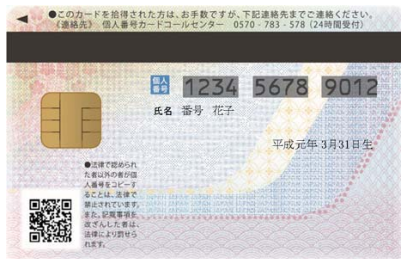 ●このカードを拾得された方は、お手数ですが、下記連絡先までご連絡ください。
《連絡先》 個人番号カードコールセンター 0570-783-578 (24時間受付)
個人番号 1234 5678 9012
氏名 番号 花子
平成元年 3月31日生
●法律で認められ
た者以外の者が個
人番号をコピーす
ることは、法律で
禁止されています。
また、記載事項を
改ざんした者は、
法律により罰せら
れます。